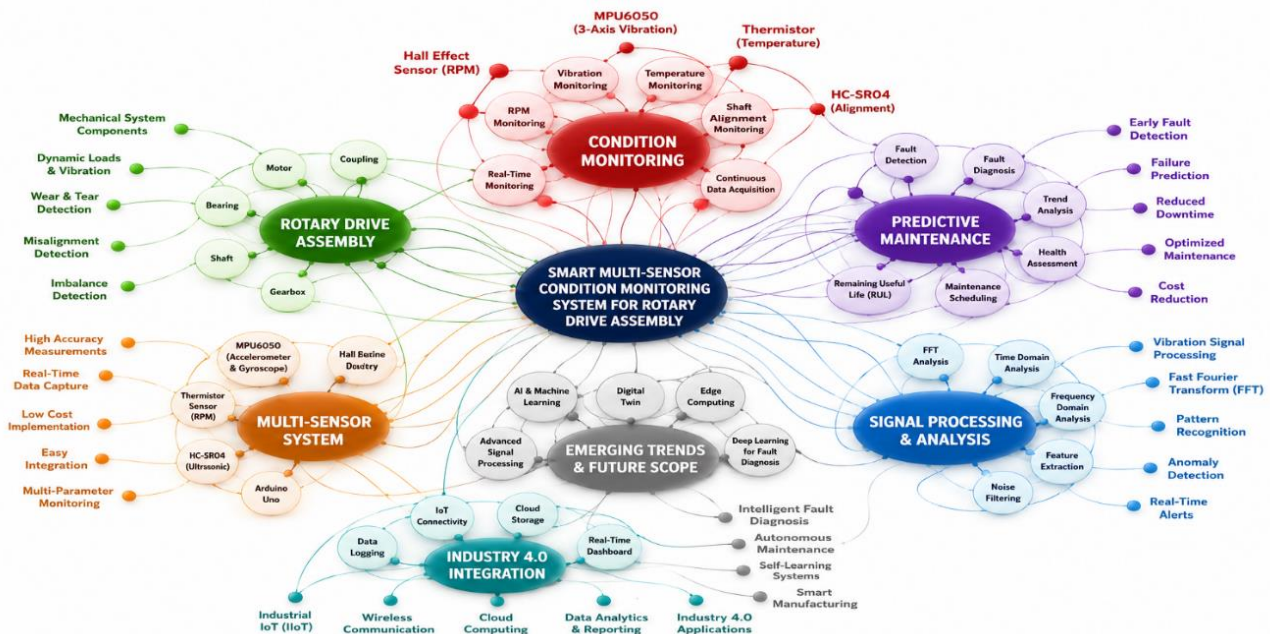 MPU6050
(3-Axis Vibration)
Thermistor
(Temperature)
Hall Effect
Sensor (RPM)
HC-SR04
(Alignment)
Vibration
Monitoring
Temperature
Monitoring
RPM
Monitoring
Shaft
Alignment
Monitoring
Real-Time
Monitoring
Continuous
Data Acquisition
CONDITION
MONITORING
Mechanical System
Components
Dynamic Loads
& Vibration
Wear & Tear
Detection
Misalignment
Detection
Imbalance
Detection
Motor
Coupling
Bearing
Shaft
Gearbox
ROTARY DRIVE
ASSEMBLY
Fault
Detection
Fault
Diagnosis
Trend
Analysis
Health
Assessment
Maintenance
Scheduling
Remaining Useful
Life (RUL)
PREDICTIVE
MAINTENANCE
Early Fault
Detection
Failure
Prediction
Reduced
Downtime
Optimized
Maintenance
Cost
Reduction
SMART MULTI-SENSOR
CONDITION MONITORING
SYSTEM FOR ROTARY
DRIVE ASSEMBLY
High Accuracy
Measurements
Real-Time
Data Capture
Low Cost
Implementation
Easy
Integration
Multi-Parameter
Monitoring
MPU6050
(Accelerometer
& Gyroscope)
Hall Bezine
Doutry
Thermistor
Sensor
(RPM)
HC-SR04
(Ultrssonic)
Arduino
Uno
MULTI-SENSOR
SYSTEM
AI & Machine
Learning
Digital
Twin
Edge
Computing
Advanced
Signal
Processing
Deep Learning
for Fault
Diagnosis
EMERGING TRENDS
& FUTURE SCOPE
Intelligent Fault
Diagnosis
Autonomous
Maintenance
Self-Learning
Systems
Smart
Manufacturing
FFT
Analysis
Time Domain
Analysis
Frequency
Domain
Analysis
Feature
Extraction
Noise
Filtering
SIGNAL PROCESSING
& ANALYSIS
Vibration Signal
Processing
Fast Fourier
Transform (FFT)
Pattern
Recognition
Anomaly
Detection
Real-Time
Alerts
IoT
Connectivity
Cloud
Storage
Data
Logging
Real-Time
Dashboard
INDUSTRY 4.0
INTEGRATION
Industrial
IoT (IIoT)
Wireless
Communication
Cloud
Computing
Data Analytics
& Reporting
Industry 4.0
Applications